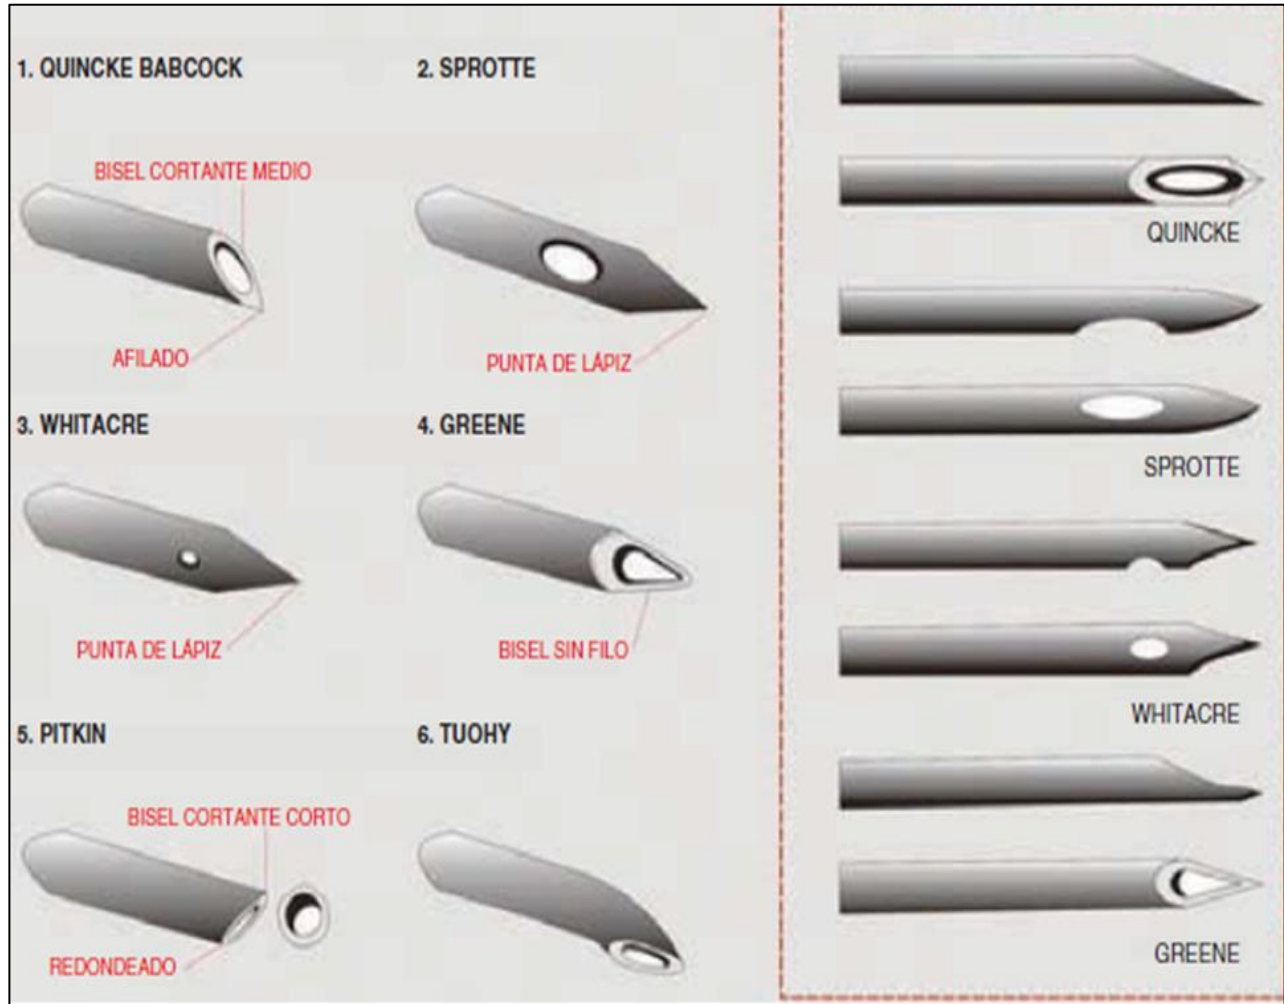 1. QUINCKE BABCOCK
BISEL CORTANTE MEDIO
AFILADO
2. SPROTTE
PUNTA DE LÁPIZ
3. WHITACRE
PUNTA DE LÁPIZ
4. GREENE
BISEL SIN FILO
5. PITKIN
BISEL CORTANTE CORTO
REDONDEADO
6. TUOHY
QUINCKE
SPROTTE
WHITACRE
GREENE